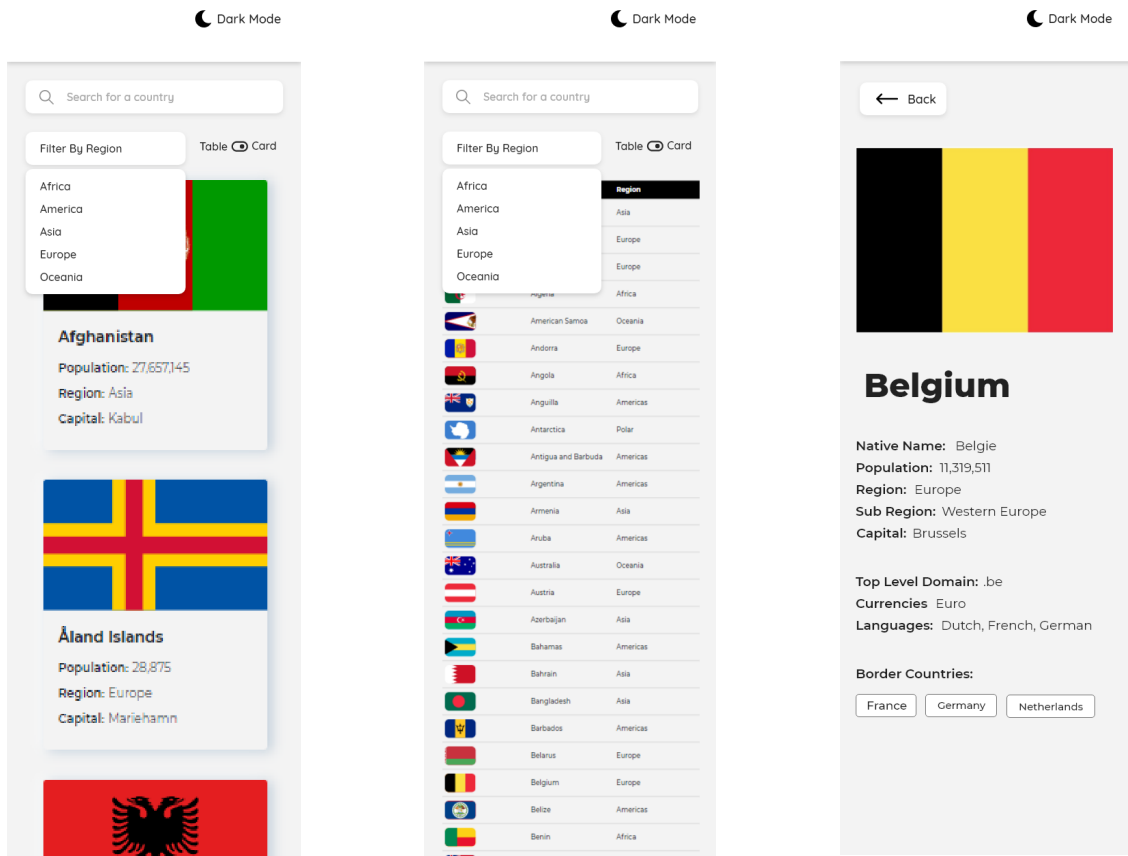 Dark Mode
Search for a country
Filter By Region
Table Card
Africa
America
Asia
Europe
Oceania
Afghanistan
Population: 27,657,145
Region: Asia
Capital: Kabul
Åland Islands
Population: 28,875
Region: Europe
Capital: Mariehamn
Dark Mode
Search for a country
Filter By Region
Table Card
Africa
America
Asia
Europe
Oceania
Region
Asia
Europe
Europe
Algeria Africa
American Samoa Oceania
Andorra Europe
Angola Africa
Anguilla Americas
Antarctica Polar
Antigua and Barbuda Americas
Argentina Americas
Armenia Asia
Aruba Americas
Australia Oceania
Austria Europe
Azerbaijan Asia
Bahamas Americas
Bahrain Asia
Bangladesh Asia
Barbados Americas
Belarus Europe
Belgium Europe
Belize Americas
Benin Africa
Dark Mode
Back
Belgium
Native Name: Belgie
Population: 11,319,511
Region: Europe
Sub Region: Western Europe
Capital: Brussels
Top Level Domain: .be
Currencies Euro
Languages: Dutch, French, German
Border Countries:
France Germany Netherlands